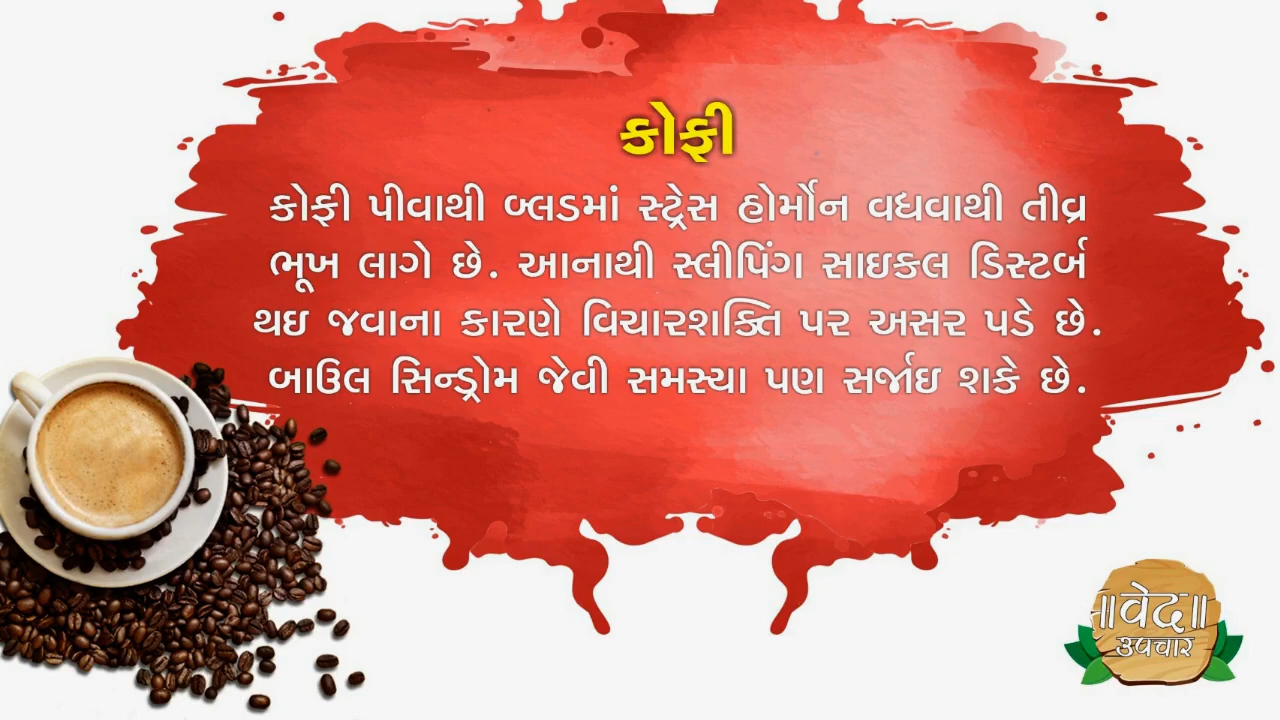 કોફી
કોફી પીવાથી બ્લડમાં સ્ટ્રેસ હોર્મોન વધવાથી તીવ્ર
ભૂખ લાગે છે. આનાથી સ્લીપિંગ સાઇકલ ડિસ્ટર્બ
થઇ જવાના કારણે વિચારશક્તિ પર અસર પડે છે.
બાઉલ સિન્ડ્રોમ જેવી સમસ્યા પણ સર્જાઇ શકે છે.
॥વેદ॥
उपचार